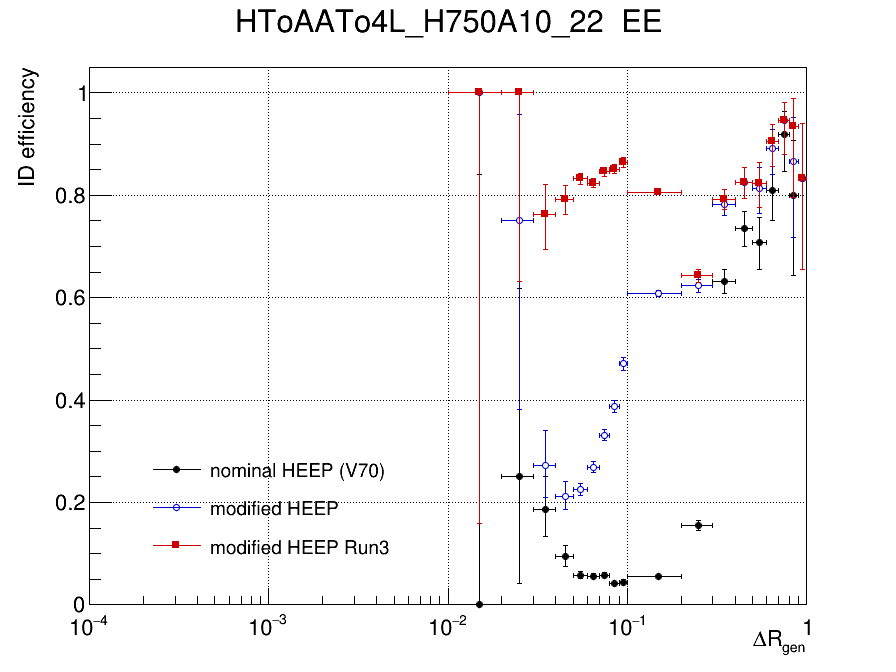 HToAATo4L_H750A10_22 EE
ID efficiency
1
0.8
0.6
0.4
0.2
0
nominal HEEP (V70)
modified HEEP
modified HEEP Run3
10⁻⁴ 10⁻³ 10⁻² 10⁻¹ 1
ΔR_gen